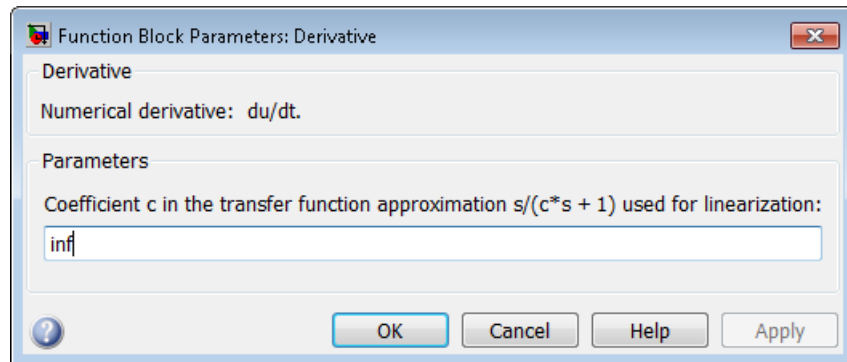 Function Block Parameters: Derivative
Derivative
Numerical derivative: du/dt.
Parameters
Coefficient c in the transfer function approximation s/(c*s + 1) used for linearization:
inf
OK Cancel Help Apply